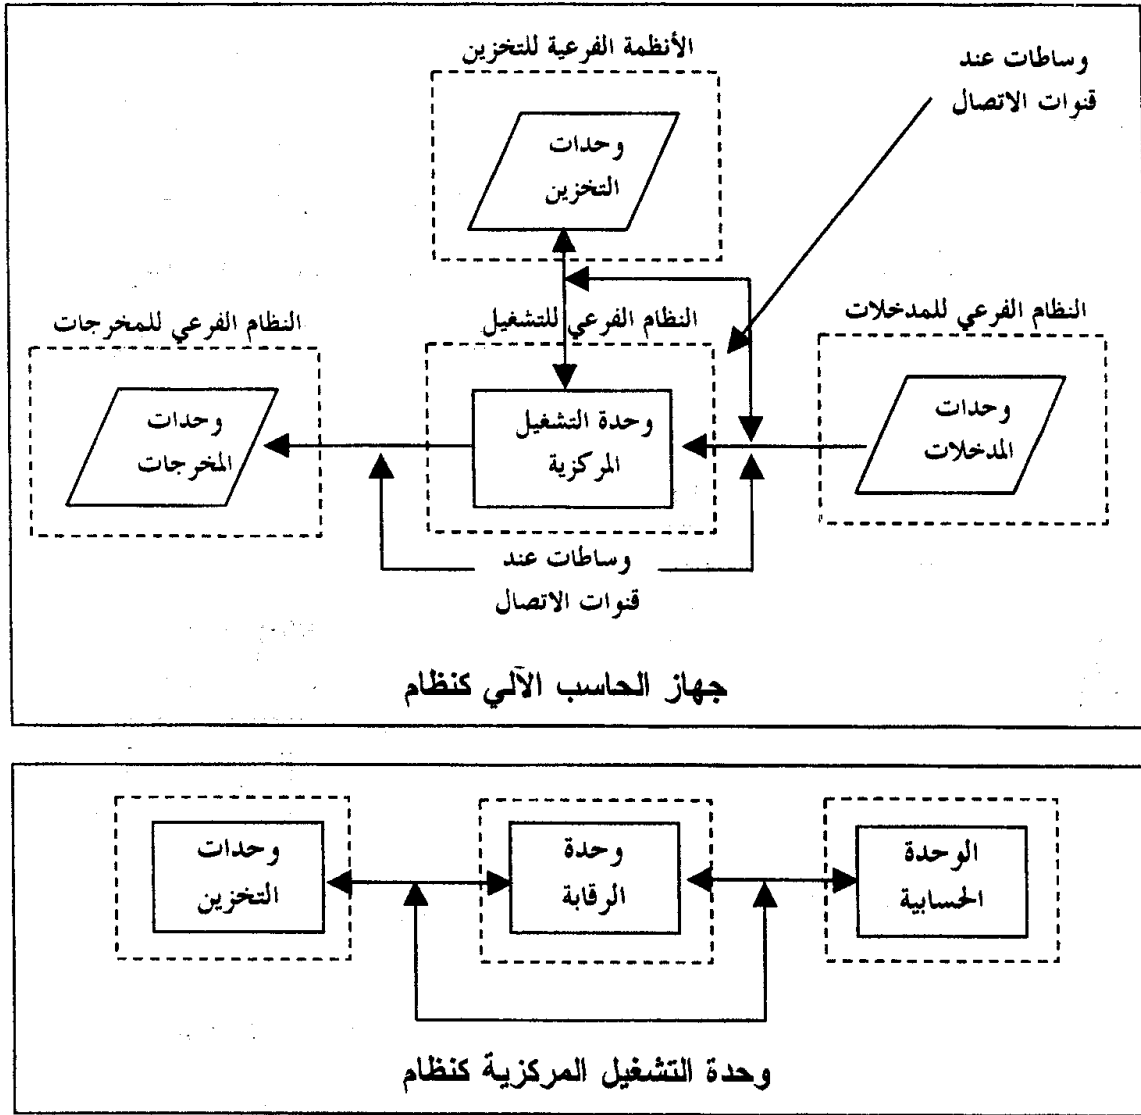 الأنظمة الفرعية للتخزين
وساطات عند
قنوات الاتصال
وحدات
التخزين
النظام الفرعي للمدخلات
النظام الفرعي للتشغيل
النظام الفرعي للمخرجات
وحدات
المدخلات
وحدة التشغيل
المركزية
وحدات
المخرجات
وساطات عند
قنوات الاتصال
جهاز الحاسب الآلي كنظام
الوحدة
الحسابية
وحدة
الرقابة
وحدات
التخزين
وحدة التشغيل المركزية كنظام